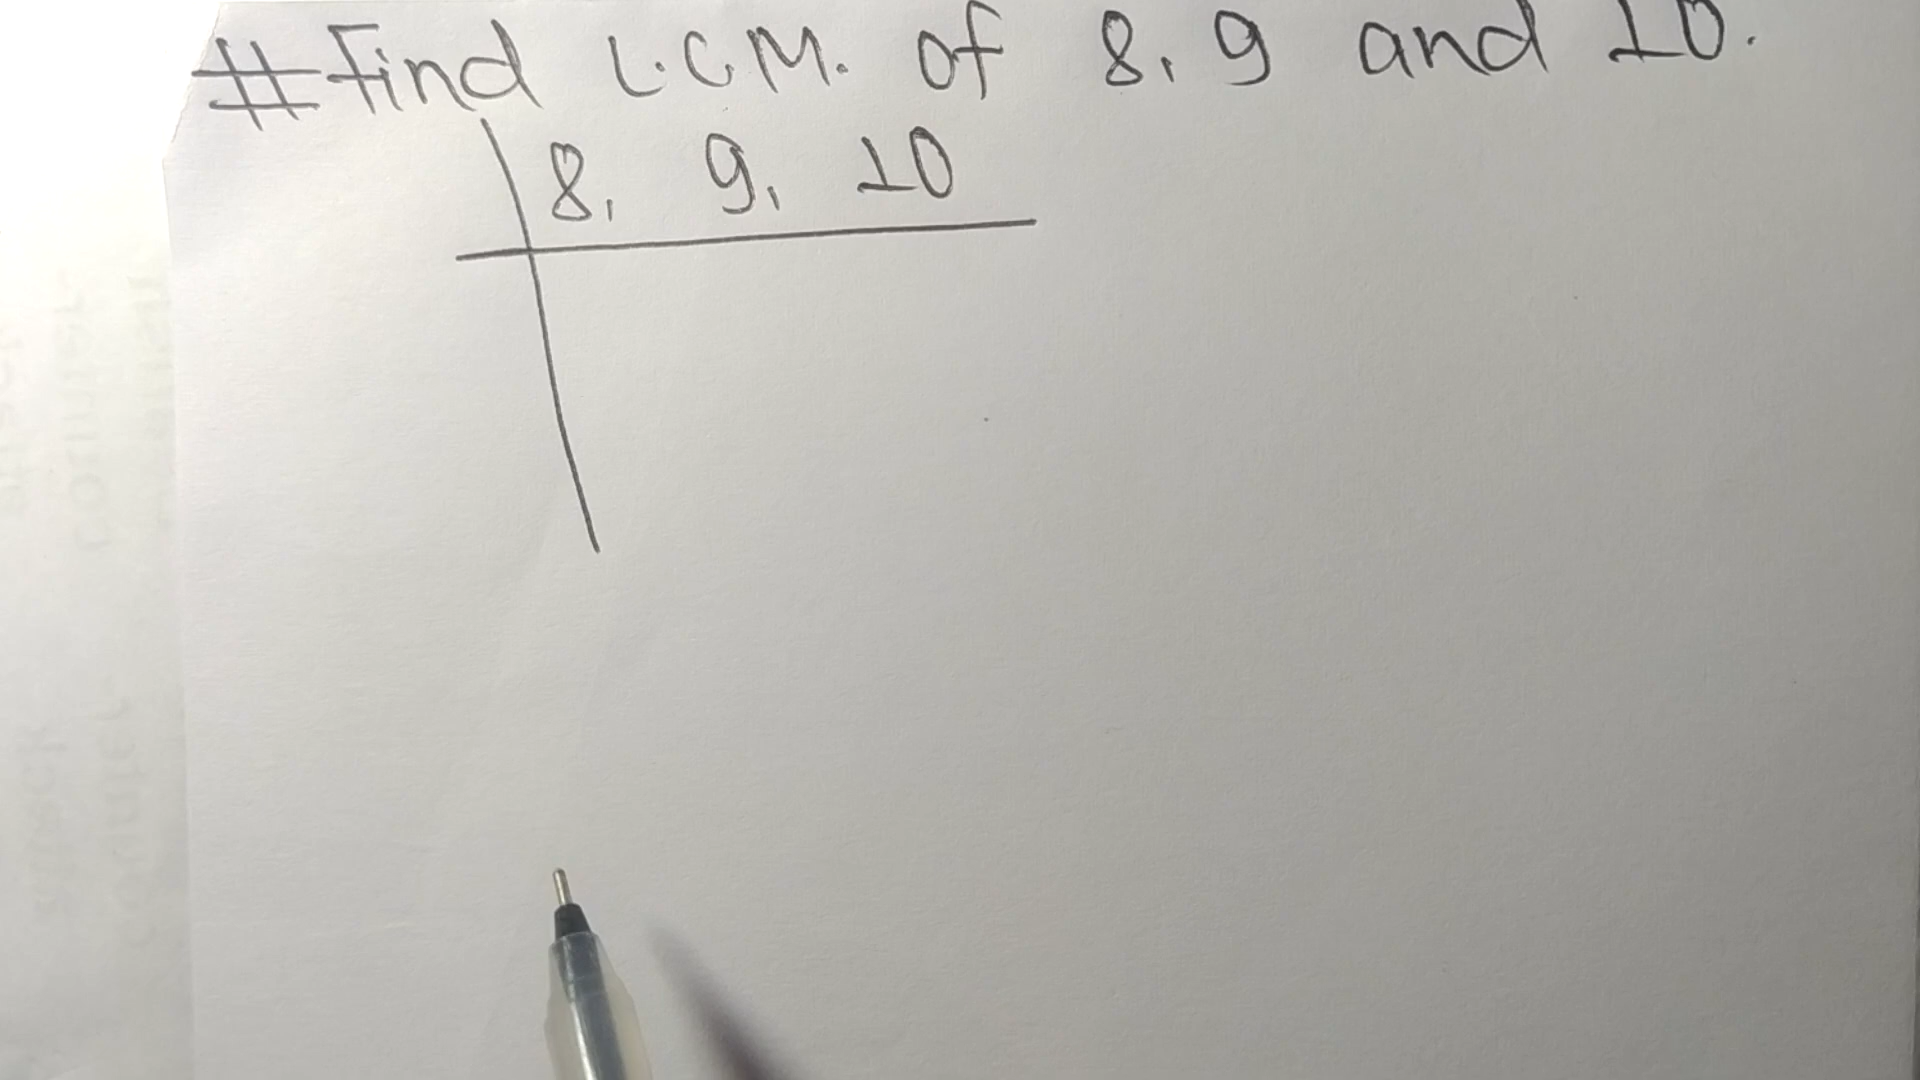 # Find L.C.M. of 8, 9 and 10.
8, 9, 10